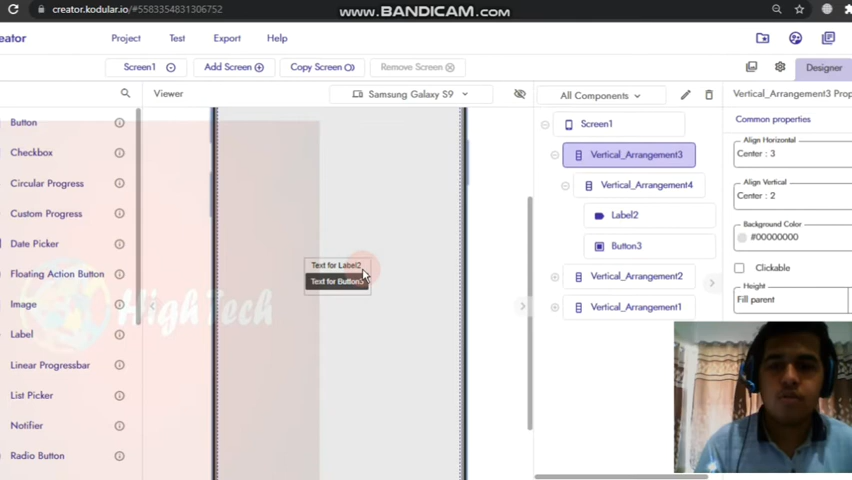 creator.kodular.io/#5583354831306752
www.BANDICAM.com
eator
Project
Test
Export
Help
Screen1
Add Screen
Copy Screen
Remove Screen
Designer
Viewer
Samsung Galaxy S9
All Components
Vertical_Arrangement3 Prop
Button
Checkbox
Circular Progress
Custom Progress
Date Picker
Floating Action Button
Image
Label
Linear Progressbar
List Picker
Notifier
Radio Button
HighTech
Text for Label2
Text for Button3
Screen1
Vertical_Arrangement3
Vertical_Arrangement4
Label2
Button3
Vertical_Arrangement2
Vertical_Arrangement1
Common properties
Align Horizontal
Center : 3
Align Vertical
Center : 2
Background Color
#00000000
Clickable
Height
Fill parent